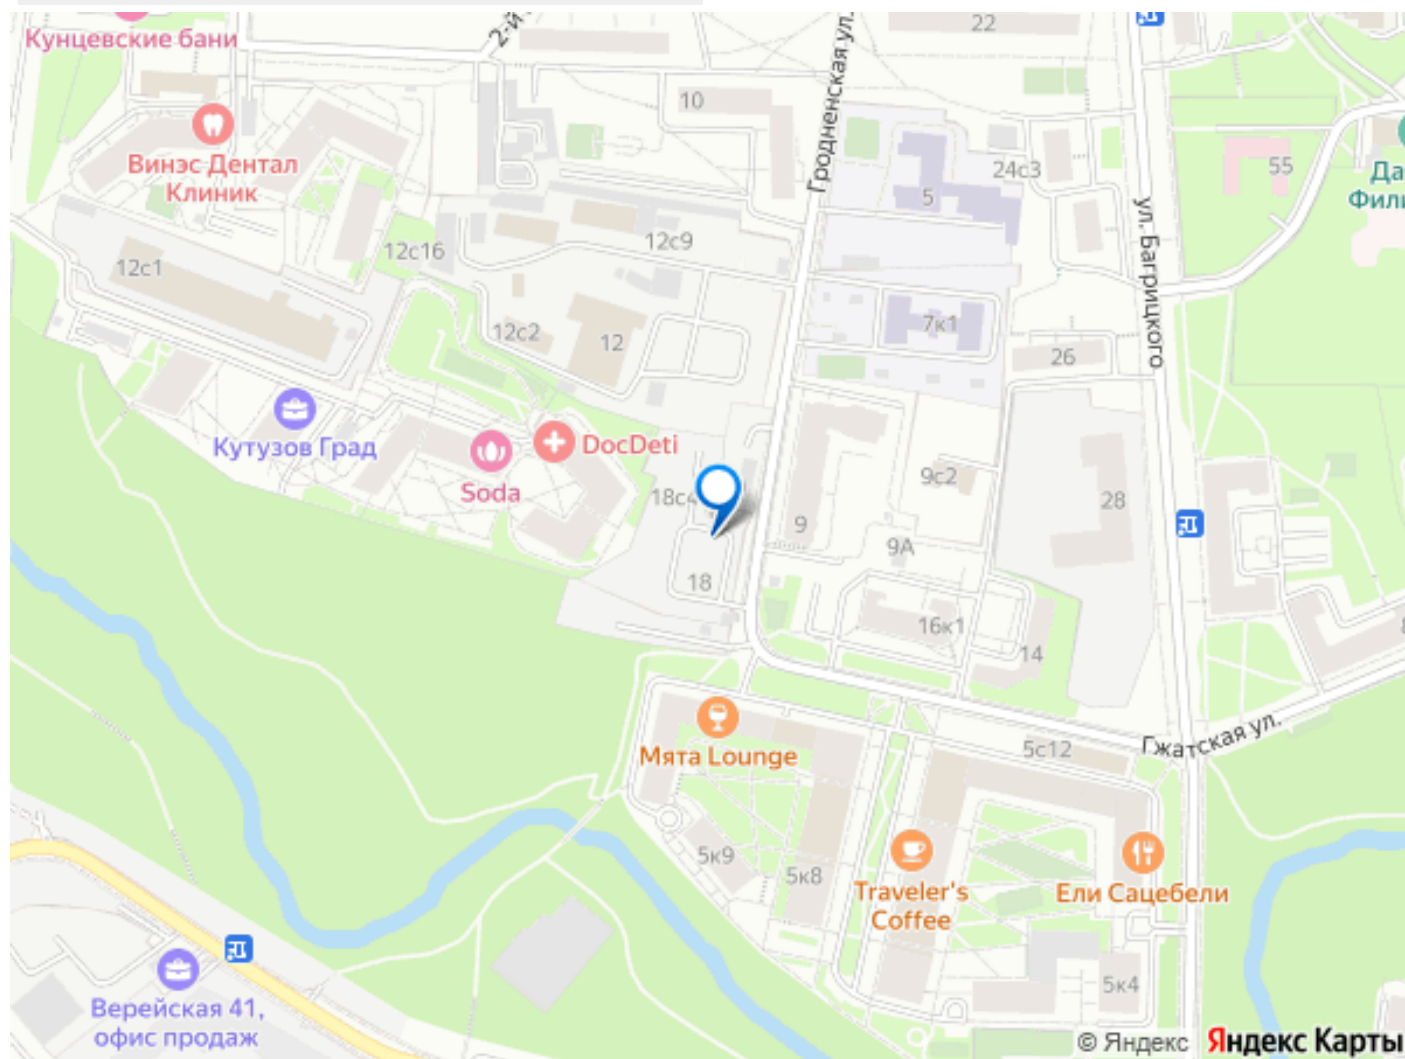 Кунцевские бани
2-й
22
Гродненская ул.
10
Винэс Дентал
Клиник
24с3
55
5
Да
Фили
ул. Багрицкого
12с16
12с9
12с1
12с2
12
7к1
26
Кутузов Град
DocDeti
Soda
18с4
9с2
28
9
9А
18
16к1
14
Мята Lounge
5с12
Гжатская ул.
5к9
5к8
Traveler's
Coffee
Ели Сацебели
Верейская 41,
офис продаж
5к4
© Яндекс Яндекс Карты